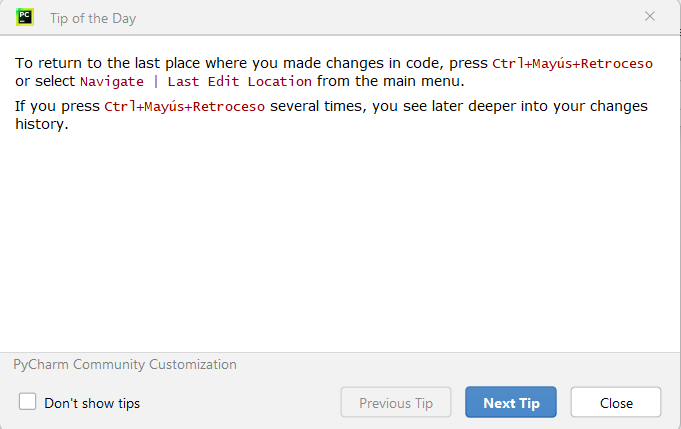 PC
Tip of the Day
To return to the last place where you made changes in code, press Ctrl+Mayús+Retroceso
or select Navigate | Last Edit Location from the main menu.
If you press Ctrl+Mayús+Retroceso several times, you see later deeper into your changes
history.
PyCharm Community Customization
Don't show tips
Previous Tip
Next Tip
Close